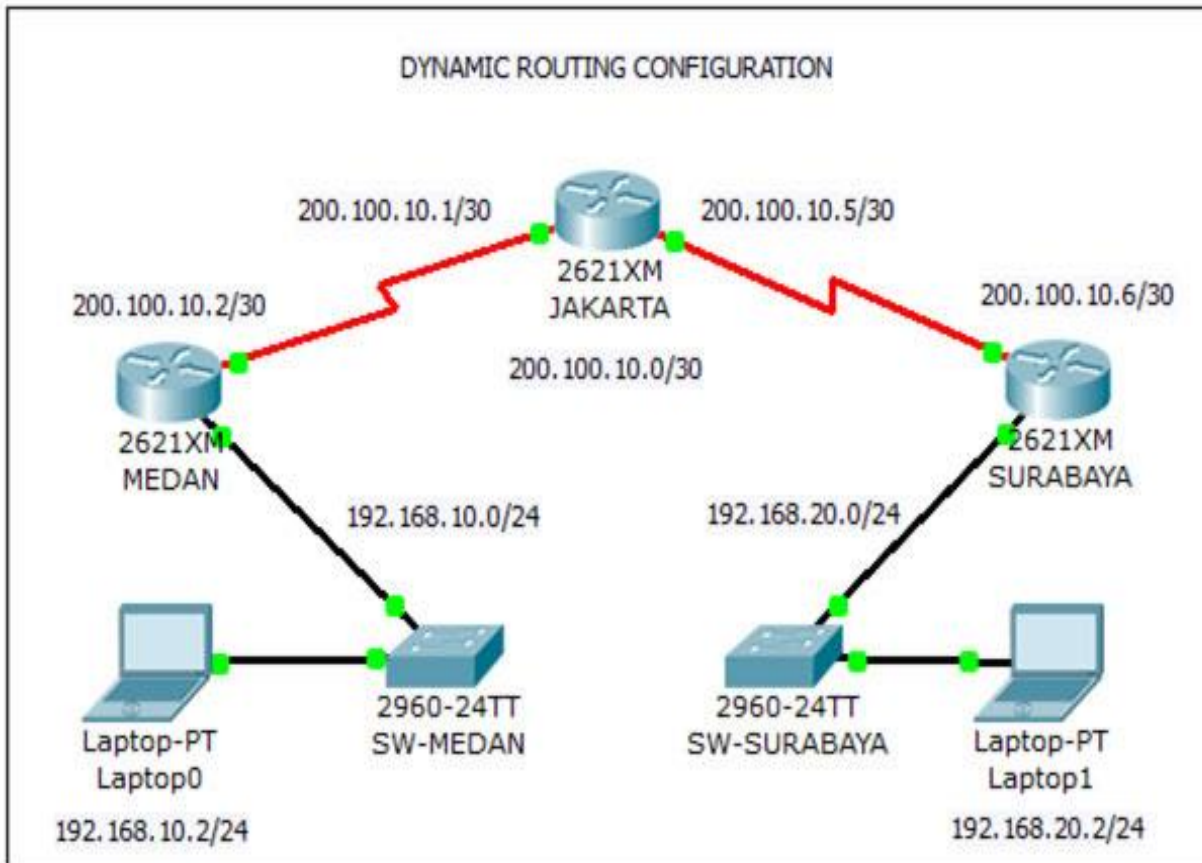 DYNAMIC ROUTING CONFIGURATION
200.100.10.1/30
200.100.10.5/30
2621XM
JAKARTA
200.100.10.2/30
200.100.10.6/30
200.100.10.0/30
2621XM
MEDAN
2621XM
SURABAYA
192.168.10.0/24
192.168.20.0/24
Laptop-PT
Laptop0
192.168.10.2/24
2960-24TT
SW-MEDAN
2960-24TT
SW-SURABAYA
Laptop-PT
Laptop1
192.168.20.2/24